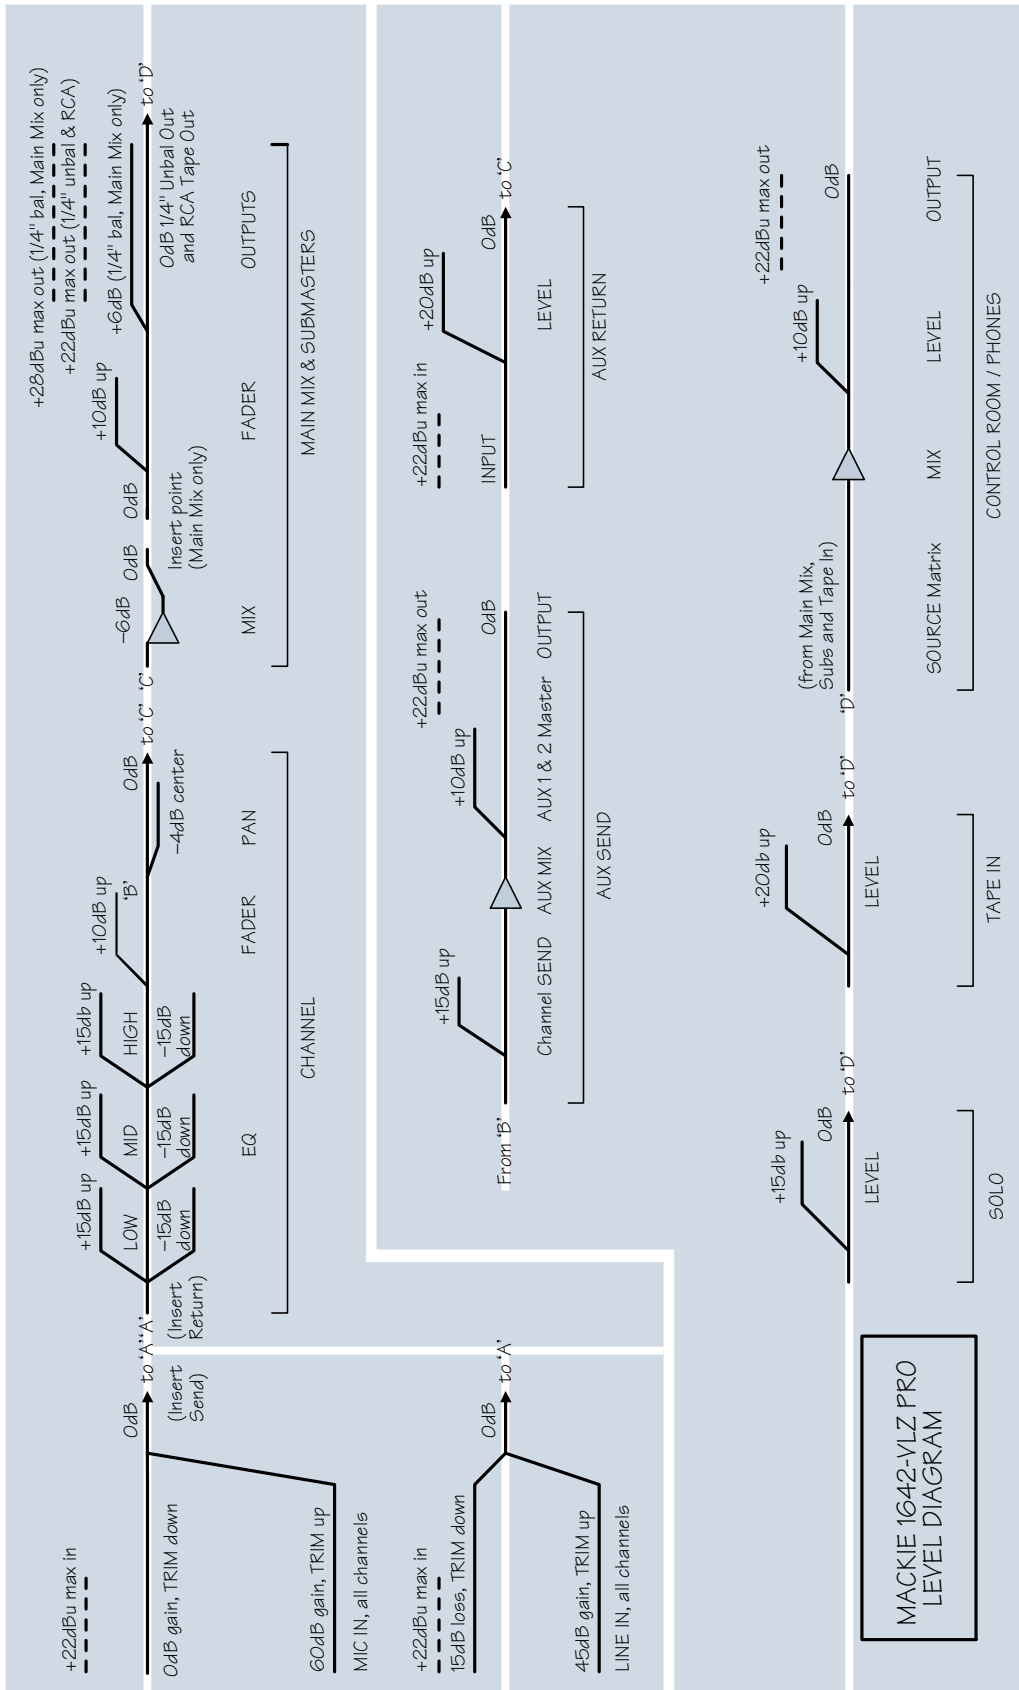 +22dBu max in
0dB gain, TRIM down
60dB gain, TRIM up
MIC IN, all channels
0dB
to 'A'
(Insert
Send)
'A'
(Insert
Return)
+15dB up
LOW
–15dB
down
+15dB up
MID
–15dB
down
+15db up
HIGH
–15dB
down
EQ
+10dB up
'B'
FADER
–4dB center
PAN
0dB
to 'C'
CHANNEL
'C'
–6dB
MIX
0dB
Insert point
(Main Mix only)
0dB
+10dB up
FADER
+28dBu max out (1/4" bal, Main Mix only)
+22dBu max out (1/4" unbal & RCA)
+6dB (1/4" bal, Main Mix only)
0dB 1/4" Unbal Out
and RCA Tape Out
OUTPUTS
to 'D'
MAIN MIX & SUBMASTERS
+22dBu max in
15dB loss, TRIM down
45dB gain, TRIM up
LINE IN, all channels
0dB
to 'A'
From 'B'
+15dB up
Channel SEND
AUX MIX
+10dB up
AUX 1 & 2 Master
+22dBu max out
0dB
OUTPUT
AUX SEND
+22dBu max in
INPUT
+20dB up
LEVEL
0dB
to 'C'
AUX RETURN
MACKIE 1642-VLZ PRO
LEVEL DIAGRAM
+15db up
LEVEL
0dB
to 'D'
SOLO
+20db up
LEVEL
0dB
to 'D'
TAPE IN
'D'
(from Main Mix,
Subs and Tape In)
SOURCE Matrix
MIX
+10dB up
LEVEL
+22dBu max out
0dB
OUTPUT
CONTROL ROOM / PHONES